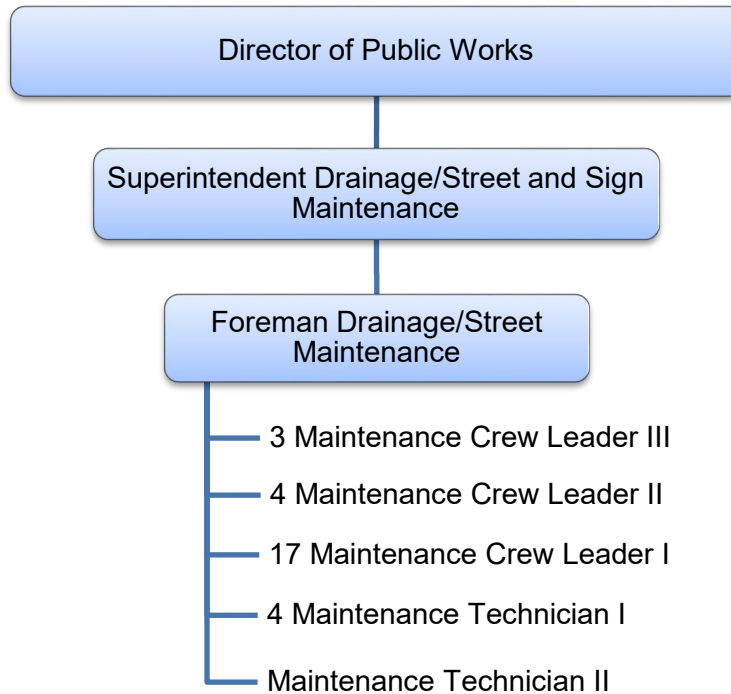 Director of Public Works
Superintendent Drainage/Street and Sign
Maintenance
Foreman Drainage/Street
Maintenance
3 Maintenance Crew Leader III
4 Maintenance Crew Leader II
17 Maintenance Crew Leader I
4 Maintenance Technician I
Maintenance Technician II